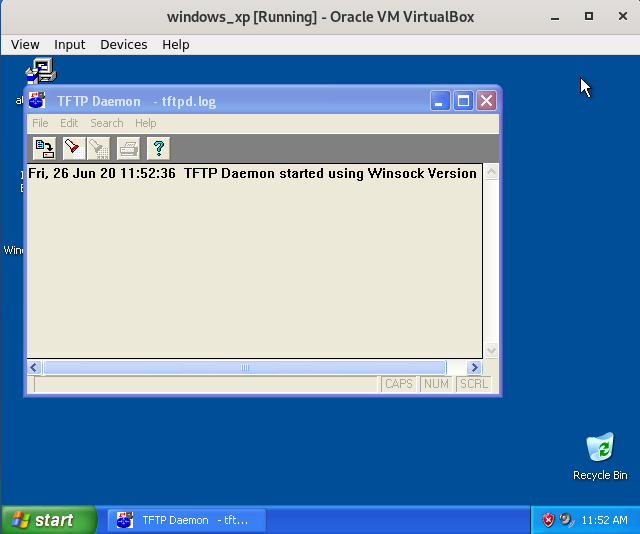 windows_xp [Running] - Oracle VM VirtualBox
View Input Devices Help
TFTP Daemon - tftpd.log
File Edit Search Help
Fri, 26 Jun 20 11:52:36 TFTP Daemon started using Winsock Version
CAPS NUM SCRL
Recycle Bin
start
TFTP Daemon - tft...
11:52 AM